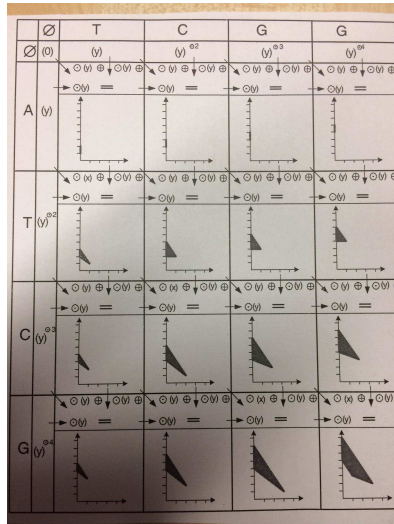 Ø T C G G
Ø (0) (y) (y)⊙2 (y)⊙3 (y)⊙4
⊙(y) ⊕ ⊙(y) ⊕ ⊙(y) ⊕ ⊙(y) ⊕ ⊙(y) ⊕ ⊙(y) ⊕ ⊙(y) ⊕ ⊙(y) ⊕
⊙(y) = ⊙(y) = ⊙(y) = ⊙(y) =
A (y)
⊙(x) ⊕ ⊙(y) ⊕ ⊙(y) ⊕ ⊙(y) ⊕ ⊙(y) ⊕ ⊙(y) ⊕ ⊙(y) ⊕ ⊙(y) ⊕
⊙(y) = ⊙(y) = ⊙(y) = ⊙(y) =
T (y)⊙2
⊙(y) ⊕ ⊙(y) ⊕ ⊙(x) ⊕ ⊙(y) ⊕ ⊙(y) ⊕ ⊙(y) ⊕ ⊙(y) ⊕ ⊙(y) ⊕
⊙(y) = ⊙(y) = ⊙(y) = ⊙(y) =
C (y)⊙3
⊙(y) ⊕ ⊙(y) ⊕ ⊙(y) ⊕ ⊙(y) ⊕ ⊙(x) ⊕ ⊙(y) ⊕ ⊙(x) ⊕ ⊙(y) ⊕
⊙(y) = ⊙(y) = ⊙(y) = ⊙(y) =
G (y)⊙4